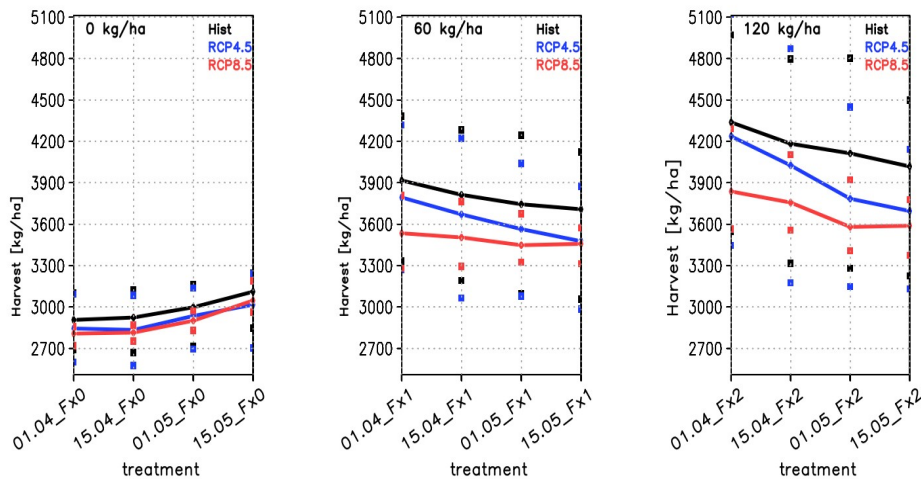 0 kg/ha
Hist
RCP4.5
RCP8.5
Harvest [kg/ha]
5100
4800
4500
4200
3900
3600
3300
3000
2700
01.04_Fx0
15.04_Fx0
01.05_Fx0
15.05_Fx0
treatment
60 kg/ha
Hist
RCP4.5
RCP8.5
Harvest [kg/ha]
5100
4800
4500
4200
3900
3600
3300
3000
2700
01.04_Fx1
15.04_Fx1
01.05_Fx1
15.05_Fx1
treatment
120 kg/ha
Hist
RCP4.5
RCP8.5
Harvest [kg/ha]
5100
4800
4500
4200
3900
3600
3300
3000
2700
01.04_Fx2
15.04_Fx2
01.05_Fx2
15.05_Fx2
treatment